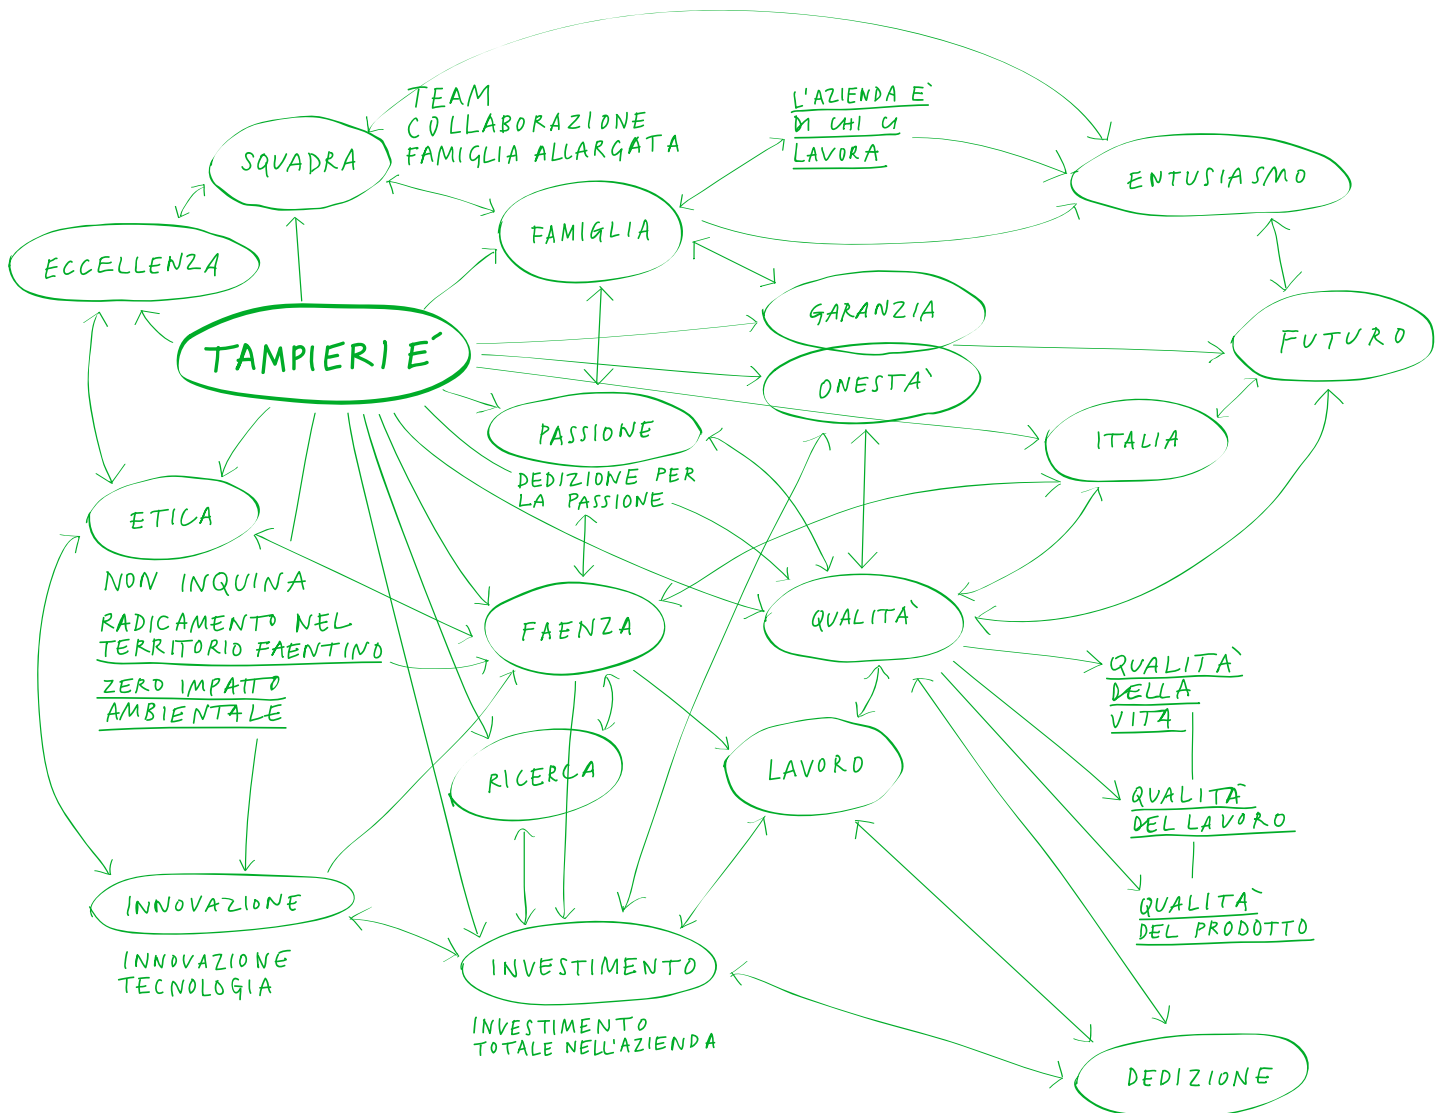 TEAM
COLLABORAZIONE
FAMIGLIA ALLARGATA
L'AZIENDA E`
DI CHI CI
LAVORA
SQUADRA
ENTUSIASMO
FAMIGLIA
ECCELLENZA
GARANZIA
FUTURO
TAMPIERI E´
ONESTA`
PASSIONE
ITALIA
DEDIZIONE PER
LA PASSIONE
ETICA
NON INQUINA
RADICAMENTO NEL
TERRITORIO FAENTINO
ZERO IMPATTO
AMBIENTALE
FAENZA
QUALITA`
QUALITA`
DELLA
VITA
RICERCA
LAVORO
QUALITA`
DEL LAVORO
INNOVAZIONE
QUALITA`
DEL PRODOTTO
INNOVAZIONE
TECNOLOGIA
INVESTIMENTO
INVESTIMENTO
TOTALE NELL'AZIENDA
DEDIZIONE